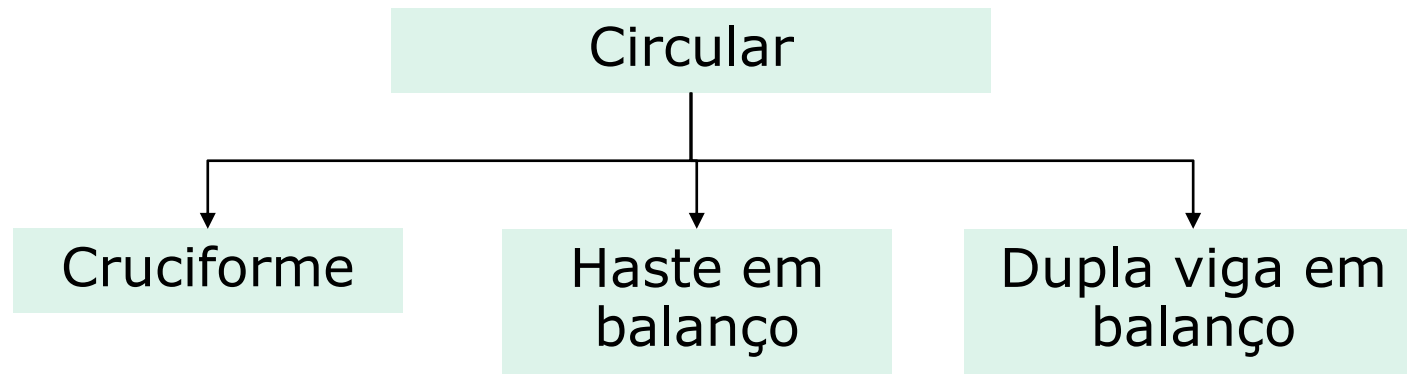 Circular
Cruciforme
Haste em
balanço
Dupla viga em
balanço